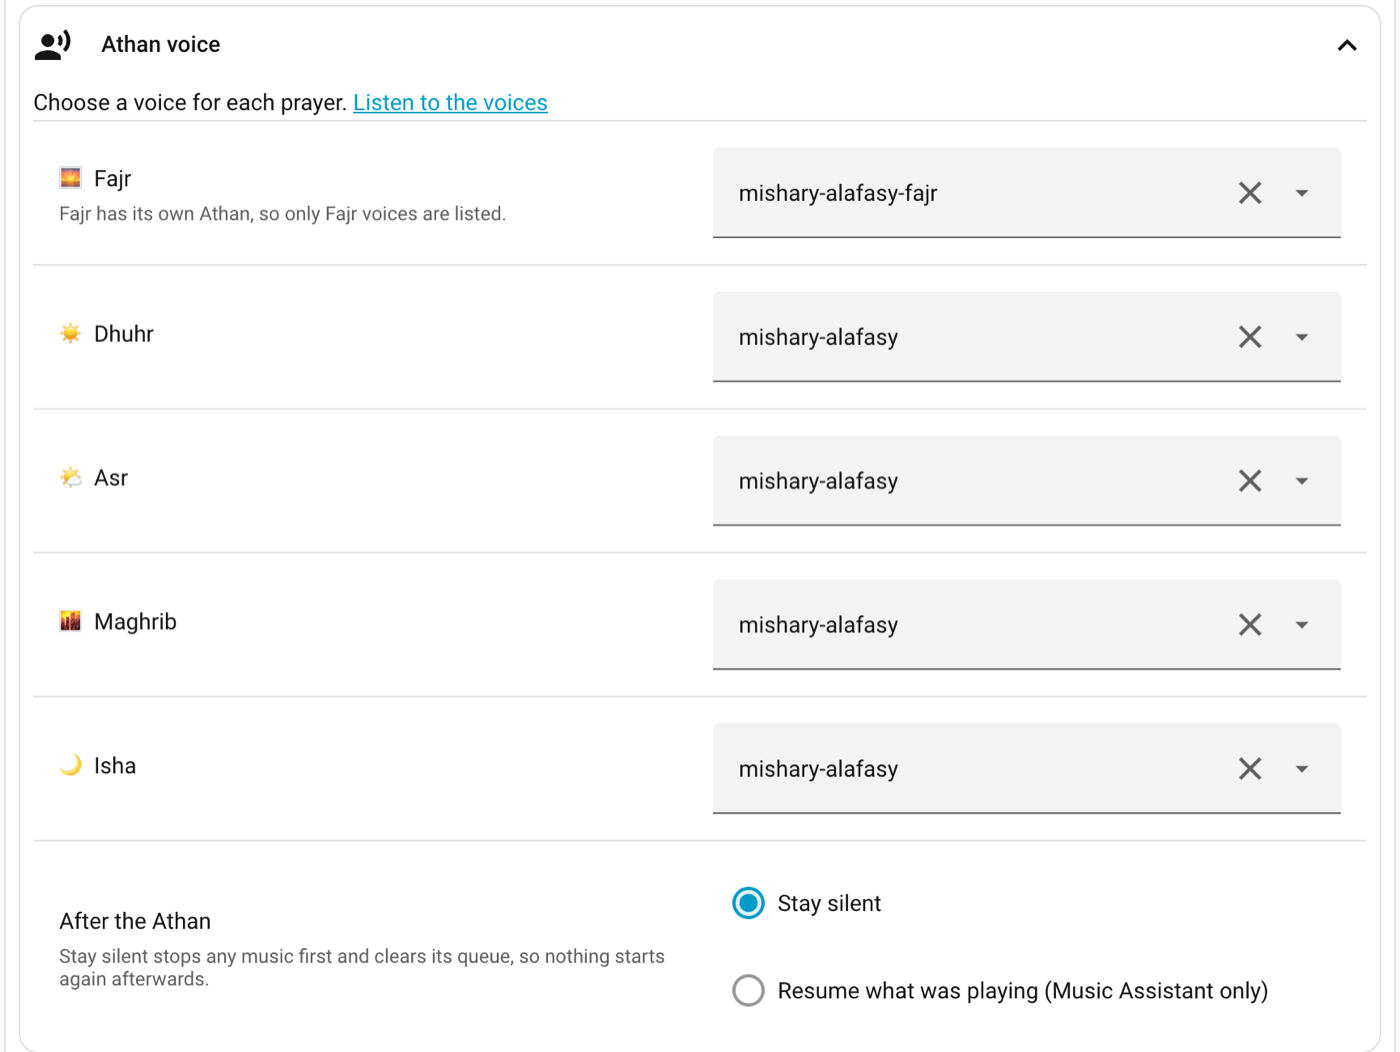 Athan voice
Choose a voice for each prayer. Listen to the voices
Fajr
Fajr has its own Athan, so only Fajr voices are listed.
mishary-alafasy-fajr
Dhuhr
mishary-alafasy
Asr
mishary-alafasy
Maghrib
mishary-alafasy
Isha
mishary-alafasy
After the Athan
Stay silent stops any music first and clears its queue, so nothing starts
again afterwards.
Stay silent
Resume what was playing (Music Assistant only)